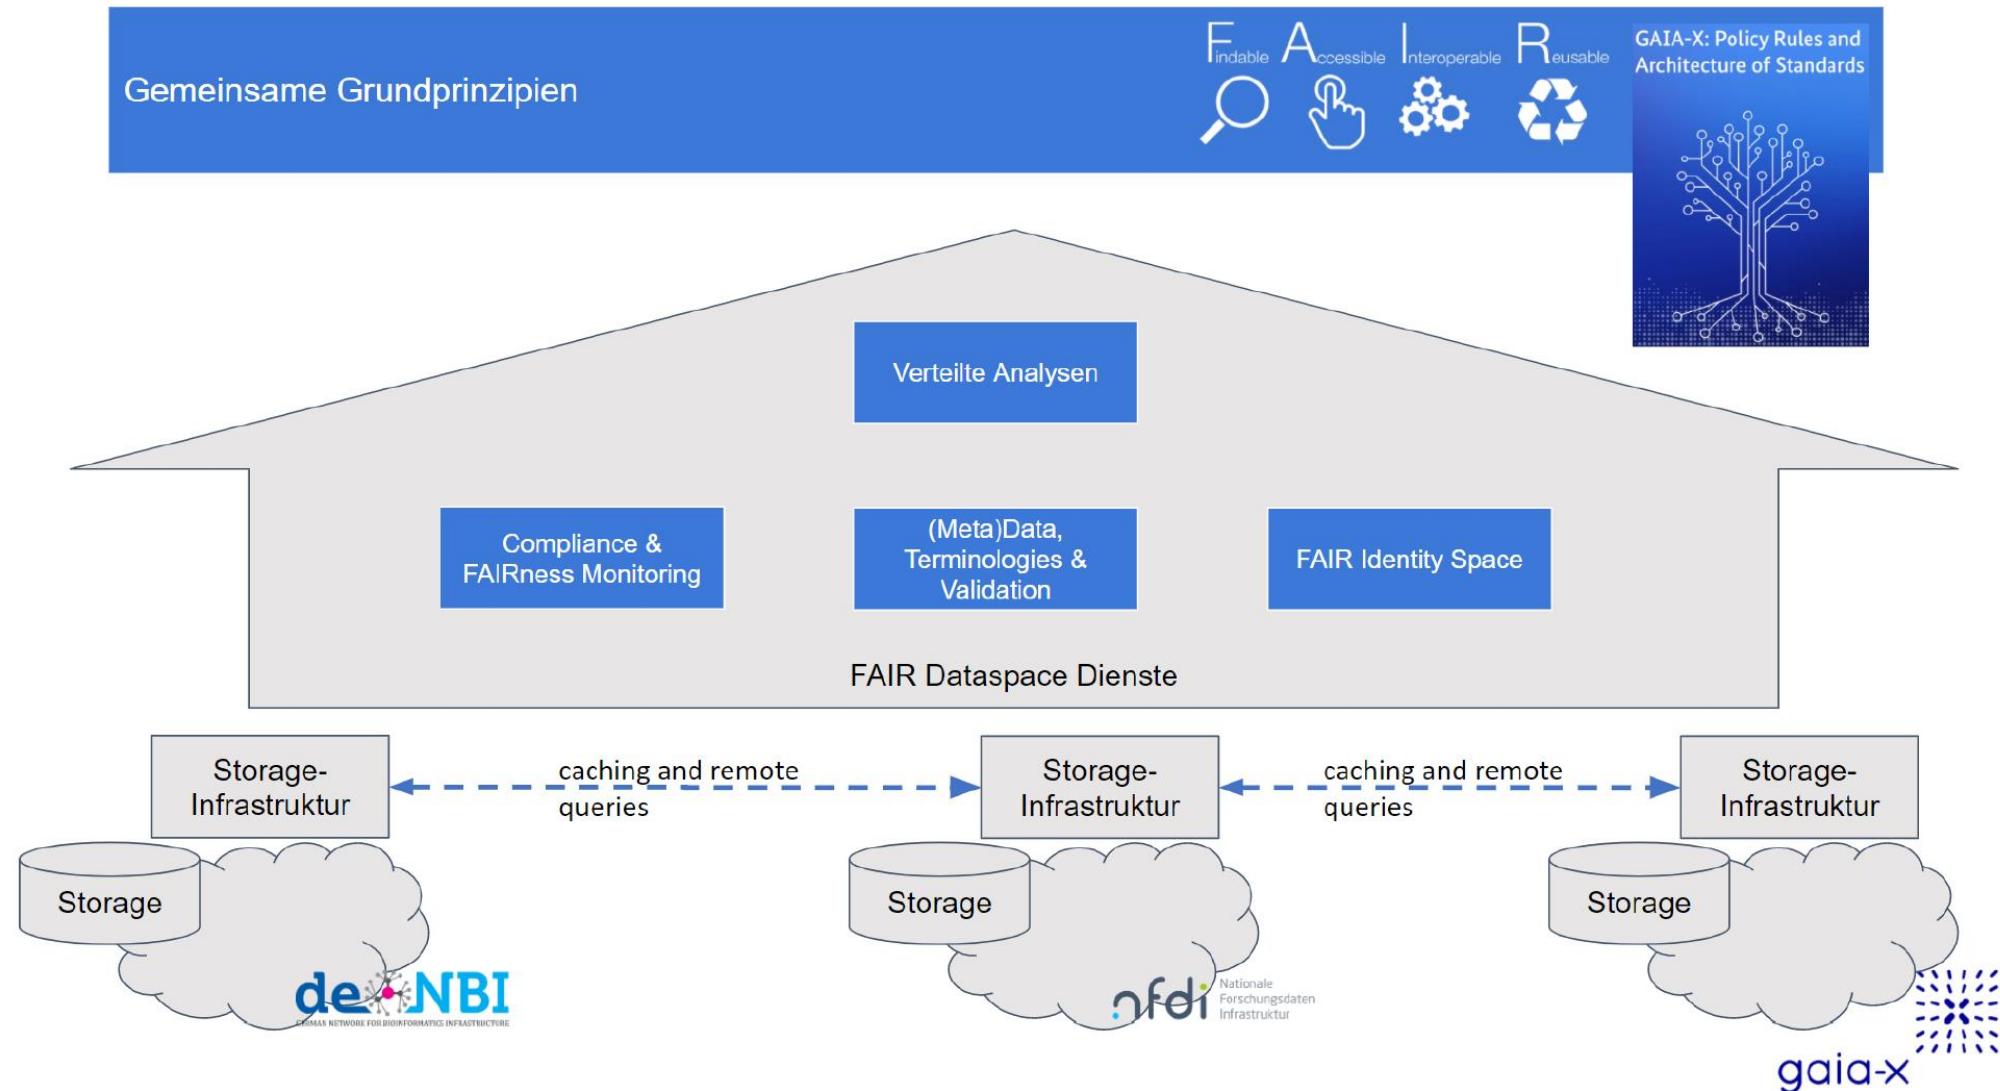 Gemeinsame Grundprinzipien
Findable Accessible Interoperable Reusable
GAIA-X: Policy Rules and
Architecture of Standards
Verteilte Analysen
Compliance &
FAIRness Monitoring
(Meta)Data,
Terminologies &
Validation
FAIR Identity Space
FAIR Dataspace Dienste
Storage-
Infrastruktur
caching and remote
queries
Storage-
Infrastruktur
caching and remote
queries
Storage-
Infrastruktur
Storage
Storage
Storage
de NBI
GERMAN NETWORK FOR BIOINFORMATICS INFRASTRUCTURE
nfdi
Nationale
Forschungsdaten
Infrastruktur
gaia-x